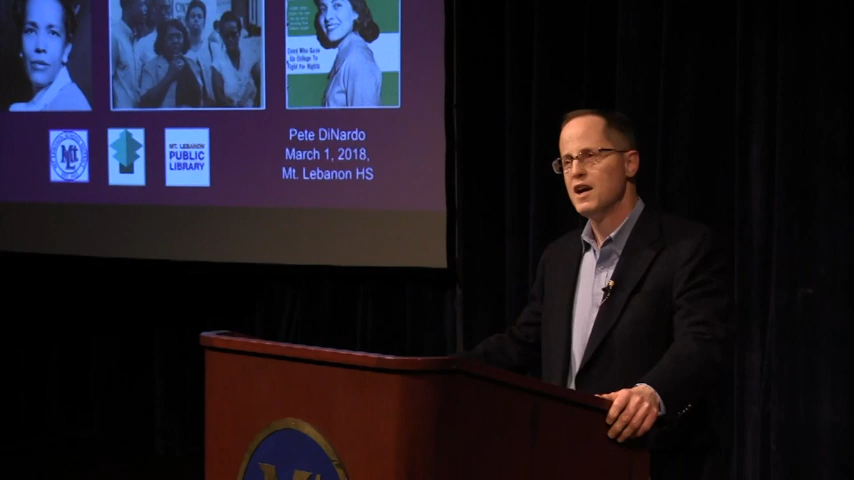 Coed Who Gave
Up College To
Fight For Rights
MT. LEBANON
PUBLIC
LIBRARY
Pete DiNardo
March 1, 2018,
Mt. Lebanon HS